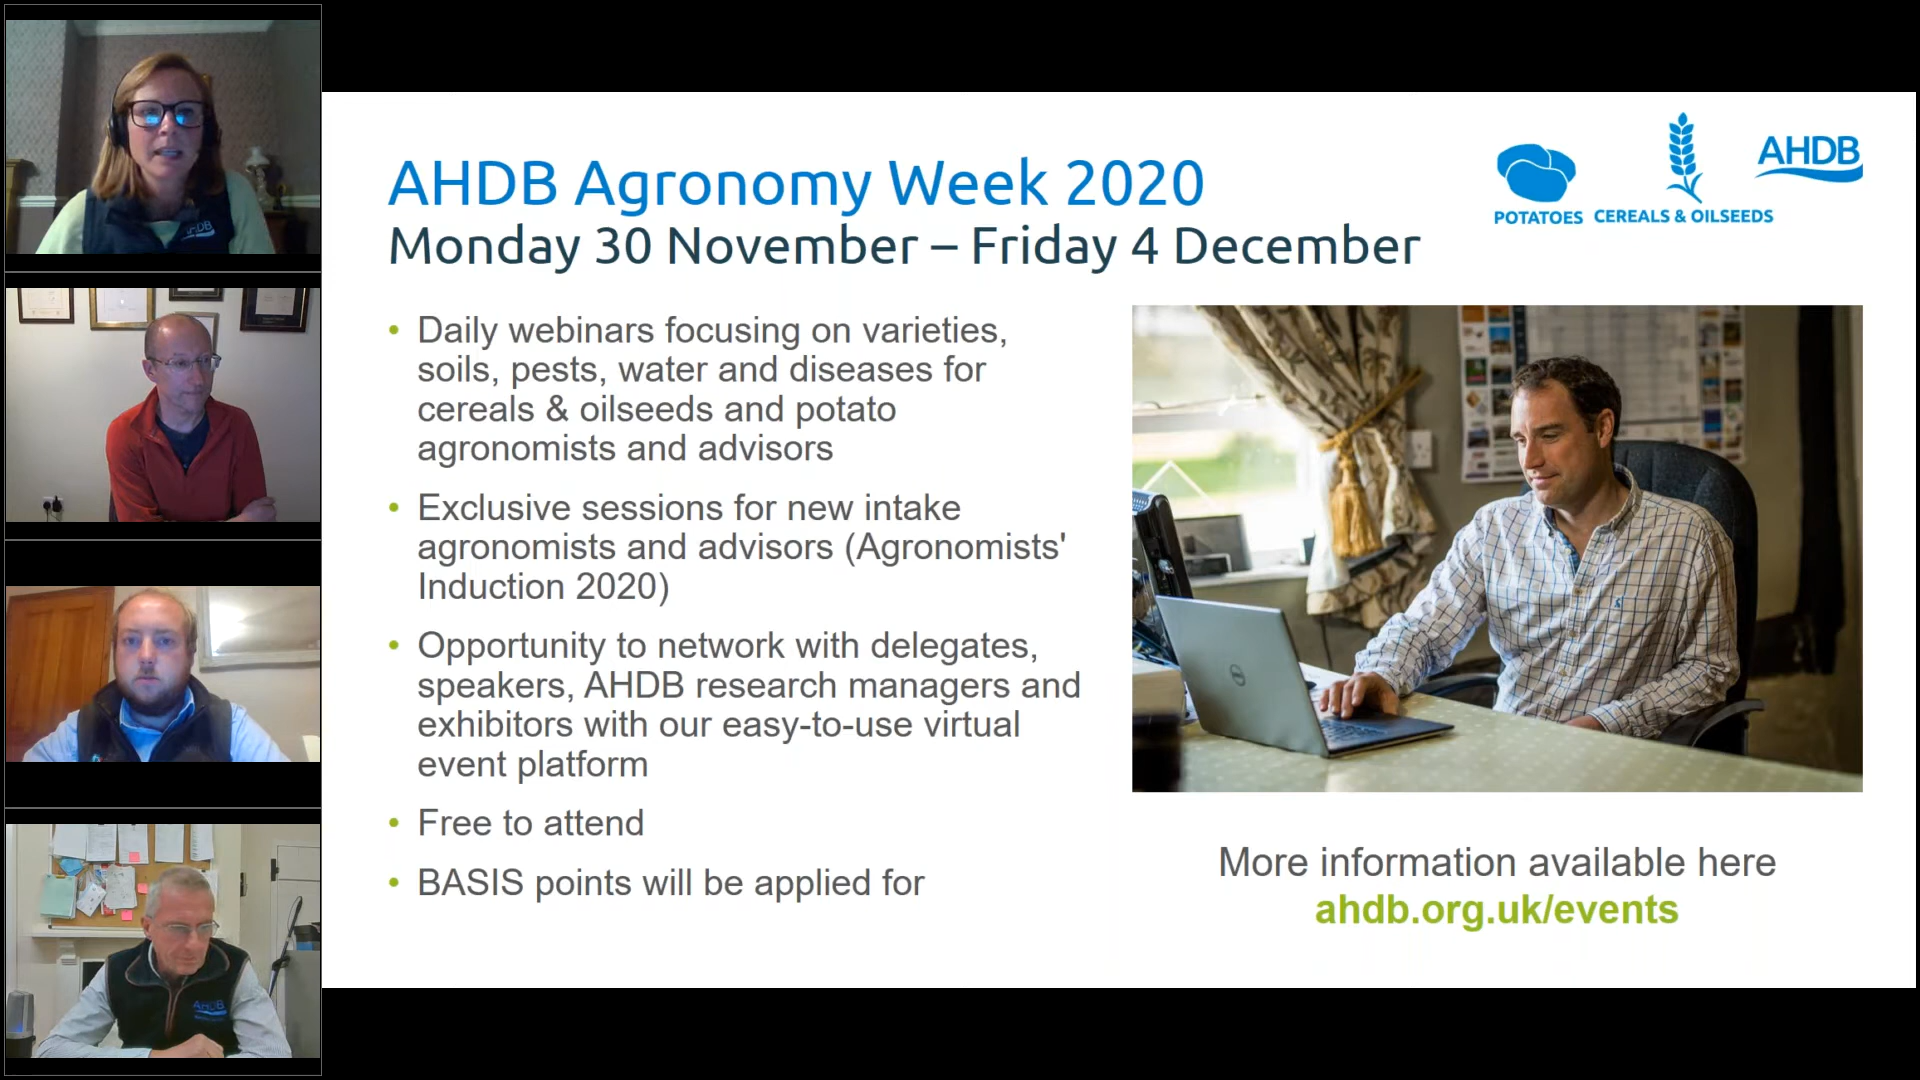 AHDB Agronomy Week 2020
Monday 30 November – Friday 4 December
POTATOES
CEREALS & OILSEEDS
AHDB
• Daily webinars focusing on varieties,
soils, pests, water and diseases for
cereals & oilseeds and potato
agronomists and advisors
• Exclusive sessions for new intake
agronomists and advisors (Agronomists'
Induction 2020)
• Opportunity to network with delegates,
speakers, AHDB research managers and
exhibitors with our easy-to-use virtual
event platform
• Free to attend
• BASIS points will be applied for
More information available here
ahdb.org.uk/events
AHDB
AHDB
DELL